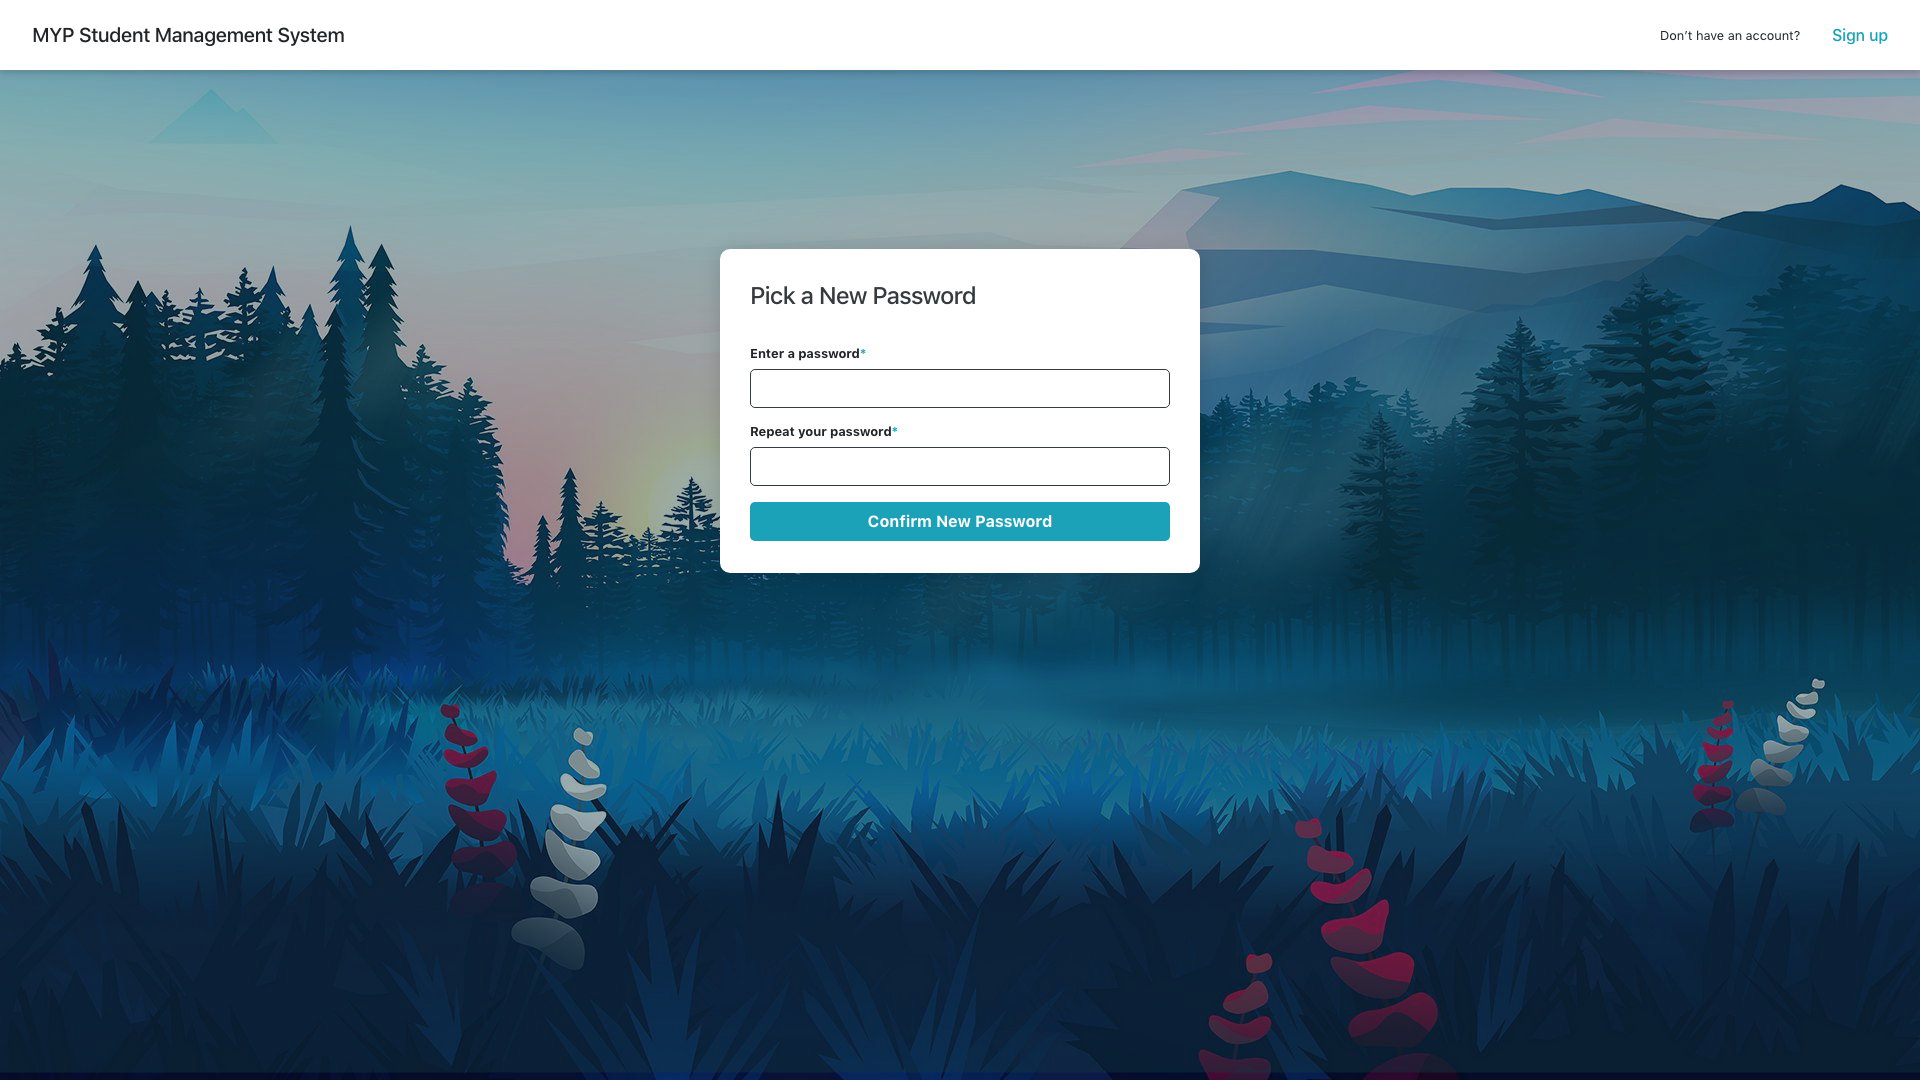 MYP Student Management System
Don’t have an account?
Sign up
Pick a New Password
Enter a password*
Repeat your password*
Confirm New Password